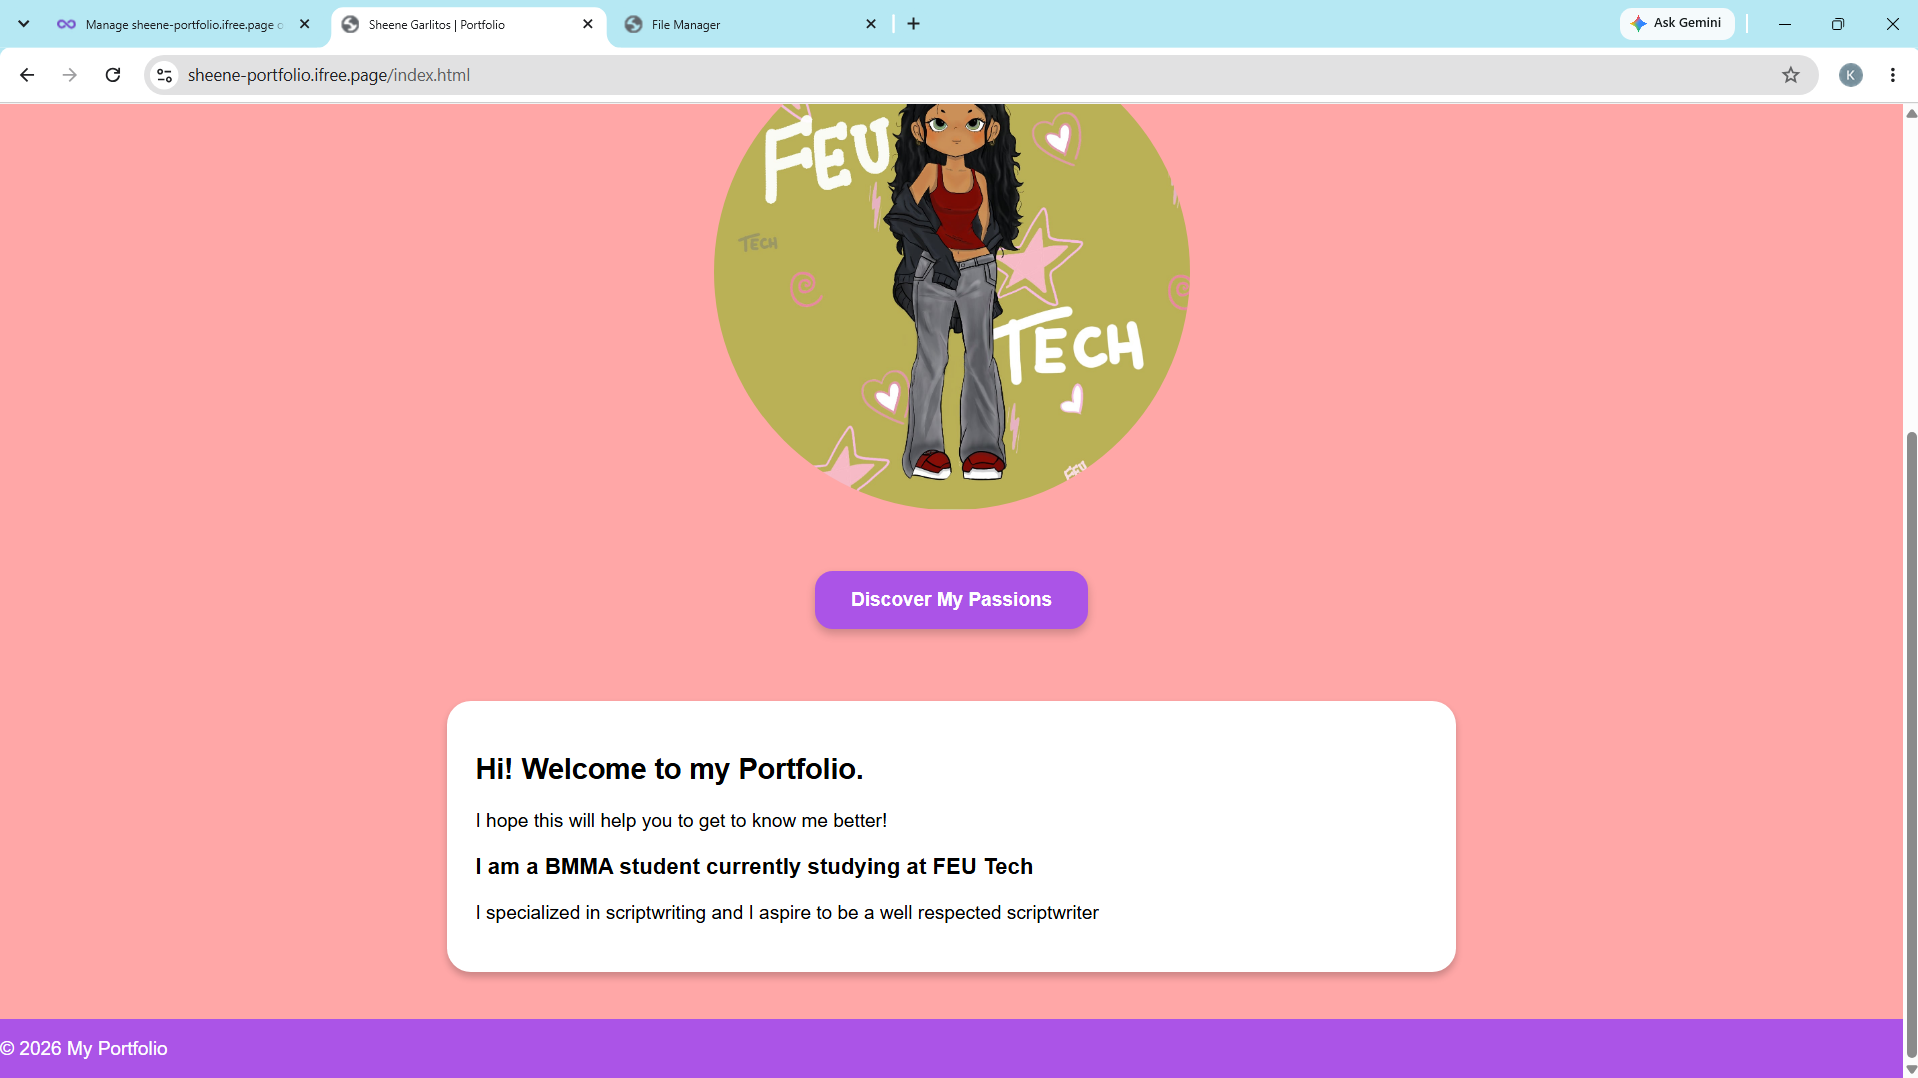 Manage sheene-portfolio.ifree.page
Sheene Garlitos | Portfolio
File Manager
Ask Gemini
sheene-portfolio.ifree.page/index.html
K
FEU
TECH
TECH
FEU
Discover My Passions
Hi! Welcome to my Portfolio.
I hope this will help you to get to know me better!
I am a BMMA student currently studying at FEU Tech
I specialized in scriptwriting and I aspire to be a well respected scriptwriter
© 2026 My Portfolio